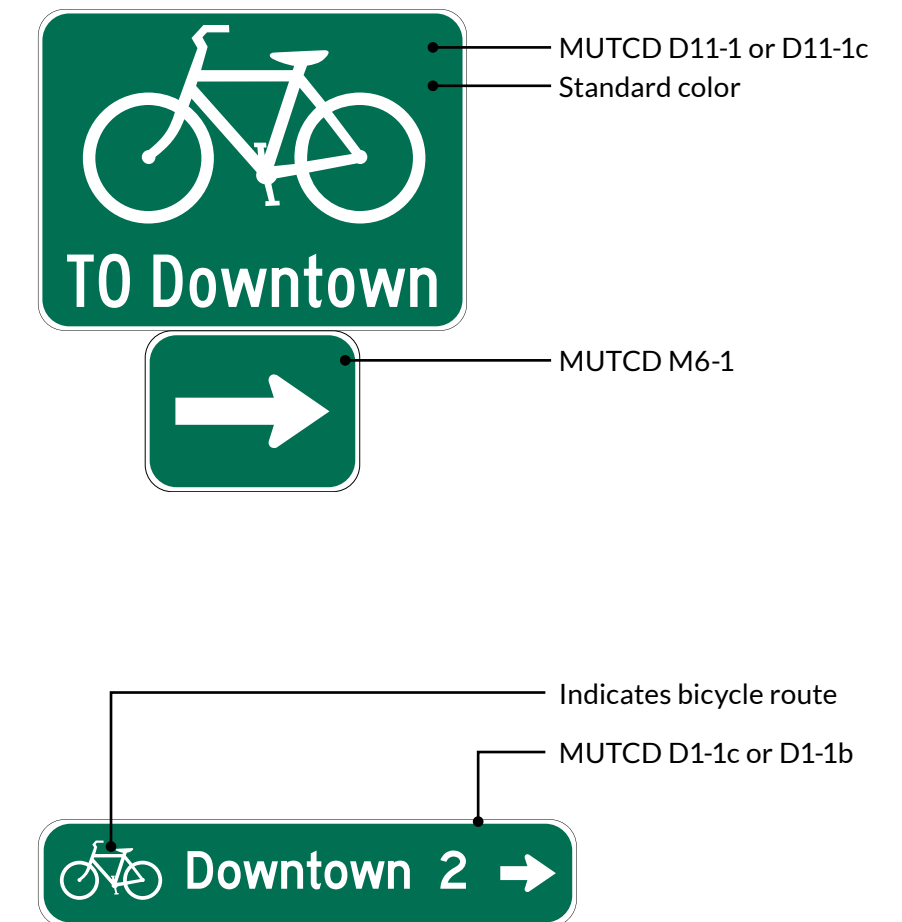 MUTCD D11-1 or D11-1c
Standard color
TO Downtown
MUTCD M6-1
Indicates bicycle route
MUTCD D1-1c or D1-1b
Downtown 2